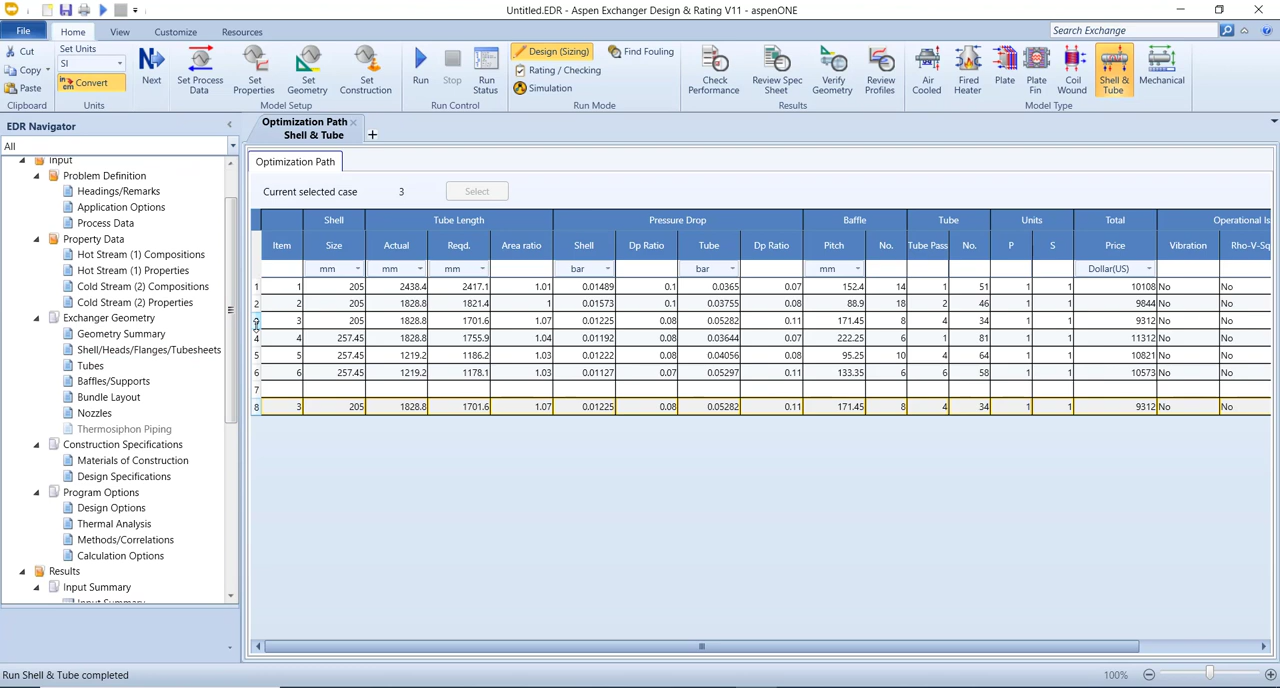 Untitled.EDR - Aspen Exchanger Design & Rating V11 - aspenONE
File Home View Customize Resources Search Exchange
Cut
Copy
Paste
Clipboard
Set Units
SI
Convert
Units
Next
Set Process Data
Set Properties
Set Geometry
Set Construction
Model Setup
Run
Stop
Run Status
Run Control
Design (Sizing)
Rating / Checking
Simulation
Find Fouling
Run Mode
Check Performance
Review Spec Sheet
Verify Geometry
Review Profiles
Results
Air Cooled
Fired Heater
Plate
Plate Fin
Coil Wound
Shell & Tube
Mechanical
Model Type
EDR Navigator
All
Input
Problem Definition
Headings/Remarks
Application Options
Process Data
Property Data
Hot Stream (1) Compositions
Hot Stream (1) Properties
Cold Stream (2) Compositions
Cold Stream (2) Properties
Exchanger Geometry
Geometry Summary
Shell/Heads/Flanges/Tubesheets
Tubes
Baffles/Supports
Bundle Layout
Nozzles
Thermosiphon Piping
Construction Specifications
Materials of Construction
Design Specifications
Program Options
Design Options
Thermal Analysis
Methods/Correlations
Calculation Options
Results
Input Summary
Optimization Path
Shell & Tube
+
Optimization Path
Current selected case 3 Select
Shell Tube Length Pressure Drop Baffle Tube Units Total Operational Is
Item Size Actual Reqd. Area ratio Shell Dp Ratio Tube Dp Ratio Pitch No. Tube Pass No. P S Price Vibration Rho-V-Sq
mm mm mm bar bar mm Dollar(US)
1 1 205 2438.4 2417.1 1.01 0.01489 0.1 0.0365 0.07 152.4 14 1 51 1 1 10108 No No
2 2 205 1828.8 1821.4 1 0.01573 0.1 0.03755 0.08 88.9 18 2 46 1 1 9844 No No
3 205 1828.8 1701.6 1.07 0.01225 0.08 0.05282 0.11 171.45 8 4 34 1 1 9312 No No
4 4 257.45 1828.8 1755.9 1.04 0.01192 0.08 0.03644 0.07 222.25 6 1 81 1 1 11312 No No
5 5 257.45 1219.2 1186.2 1.03 0.01222 0.08 0.04056 0.08 95.25 10 4 64 1 1 10821 No No
6 6 257.45 1219.2 1178.1 1.03 0.01127 0.07 0.05297 0.11 133.35 6 6 58 1 1 10573 No No
7
8 3 205 1828.8 1701.6 1.07 0.01225 0.08 0.05282 0.11 171.45 8 4 34 1 1 9312 No No
Run Shell & Tube completed
100%